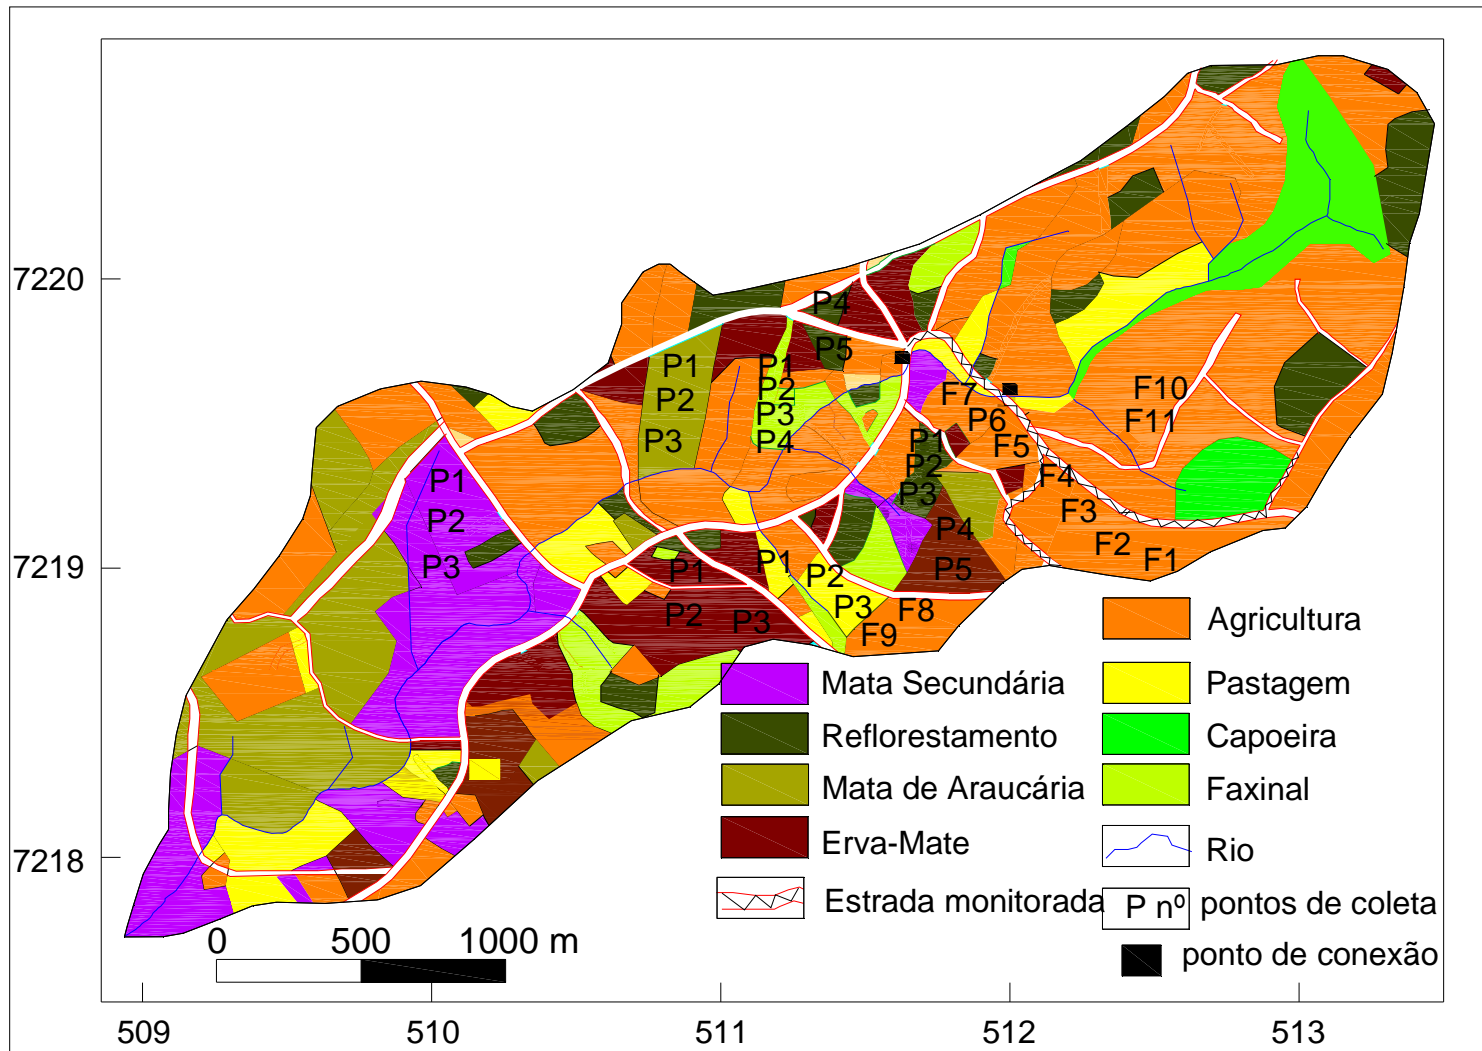 7220
7219
7218
P4
P5
P1
P2
P3
P1
P2
P3
P4
F7
P6
F5
F10
F11
P1
P2
P3
P4
P5
F4
F3
F2
F1
P1
P2
P3
P1
P2
P3
P1
P2
P3
F8
F9
Agricultura
Mata Secundária
Pastagem
Reflorestamento
Capoeira
Mata de Araucária
Faxinal
Erva-Mate
Rio
Estrada monitorada
P nº pontos de coleta
ponto de conexão
0 500 1000 m
509 510 511 512 513